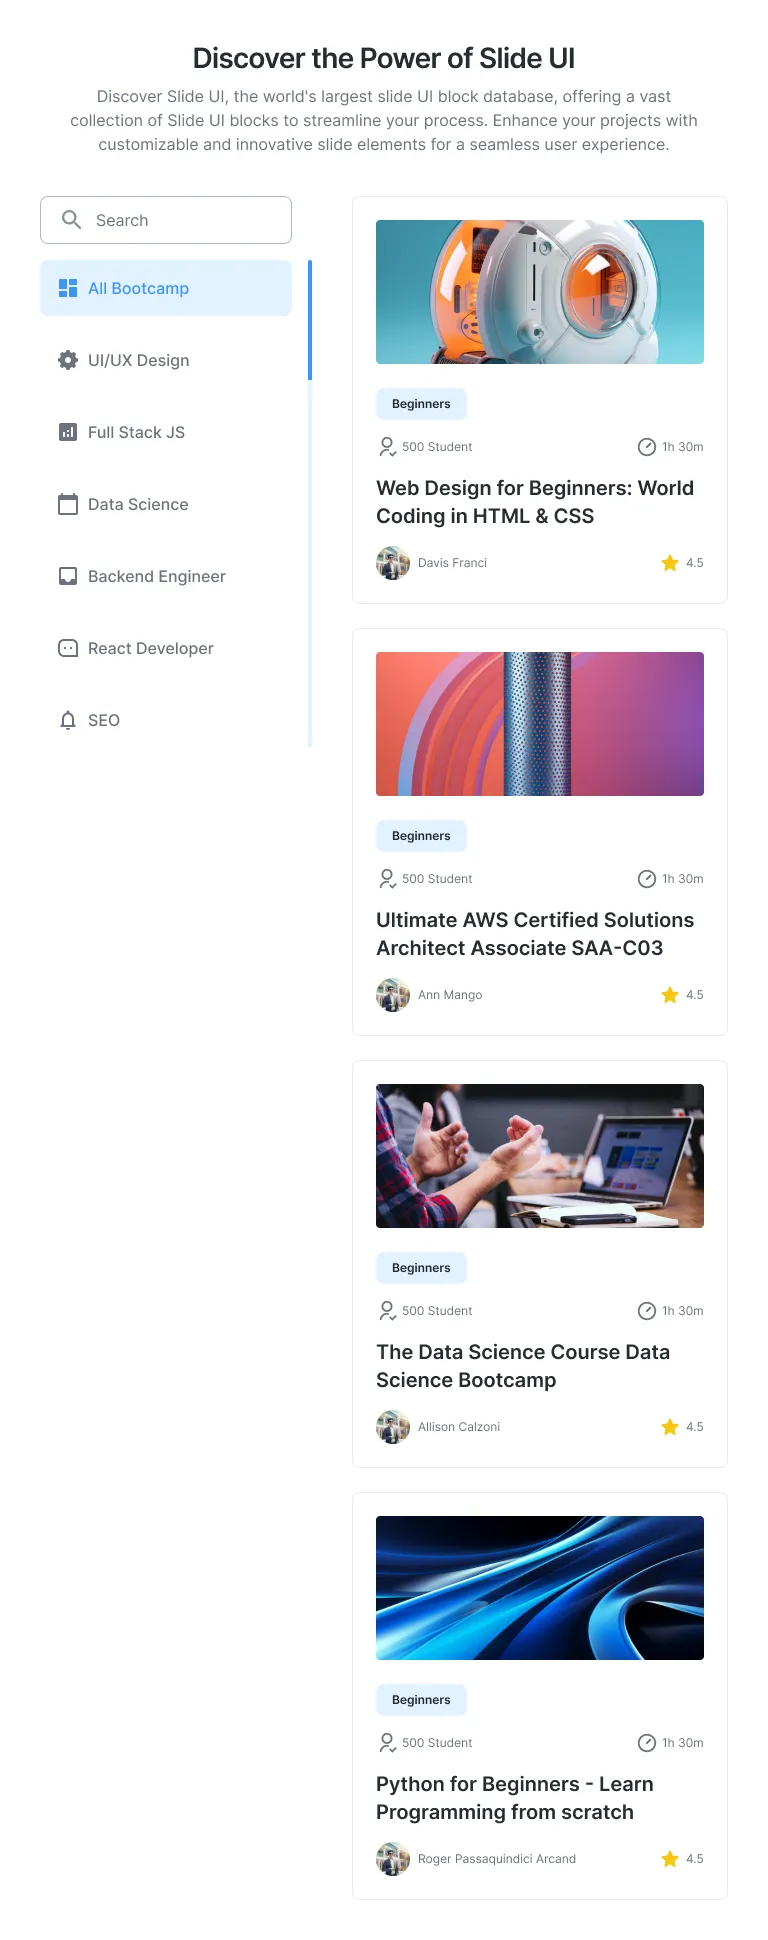 Discover the Power of Slide UI
Discover Slide UI, the world's largest slide UI block database, offering a vast
collection of Slide UI blocks to streamline your process. Enhance your projects with
customizable and innovative slide elements for a seamless user experience.
Search
All Bootcamp
UI/UX Design
Full Stack JS
Data Science
Backend Engineer
React Developer
SEO
Beginners
500 Student
1h 30m
Web Design for Beginners: World
Coding in HTML & CSS
Davis Franci
4.5
Beginners
500 Student
1h 30m
Ultimate AWS Certified Solutions
Architect Associate SAA-C03
Ann Mango
4.5
Beginners
500 Student
1h 30m
The Data Science Course Data
Science Bootcamp
Allison Calzoni
4.5
Beginners
500 Student
1h 30m
Python for Beginners - Learn
Programming from scratch
Roger Passaquindici Arcand
4.5